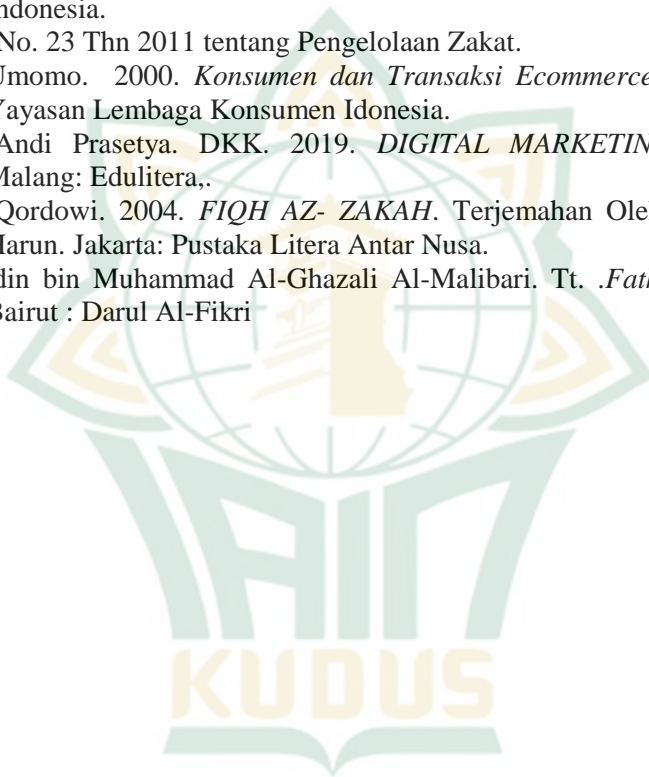 Indonesia.
No. 23 Thn 2011 tentang Pengelolaan Zakat.
Umomo. 2000. Konsumen dan Transaksi Ecommerce
Yayasan Lembaga Konsumen Idonesia.
Andi Prasetya. DKK. 2019. DIGITAL MARKETIN
Malang: Edulitera,.
Qordowi. 2004. FIQH AZ- ZAKAH. Terjemahan Oleh
Harun. Jakarta: Pustaka Litera Antar Nusa.
din bin Muhammad Al-Ghazali Al-Malibari. Tt. .Fath
Bairut : Darul Al-Fikri
IAIN
KUDUS